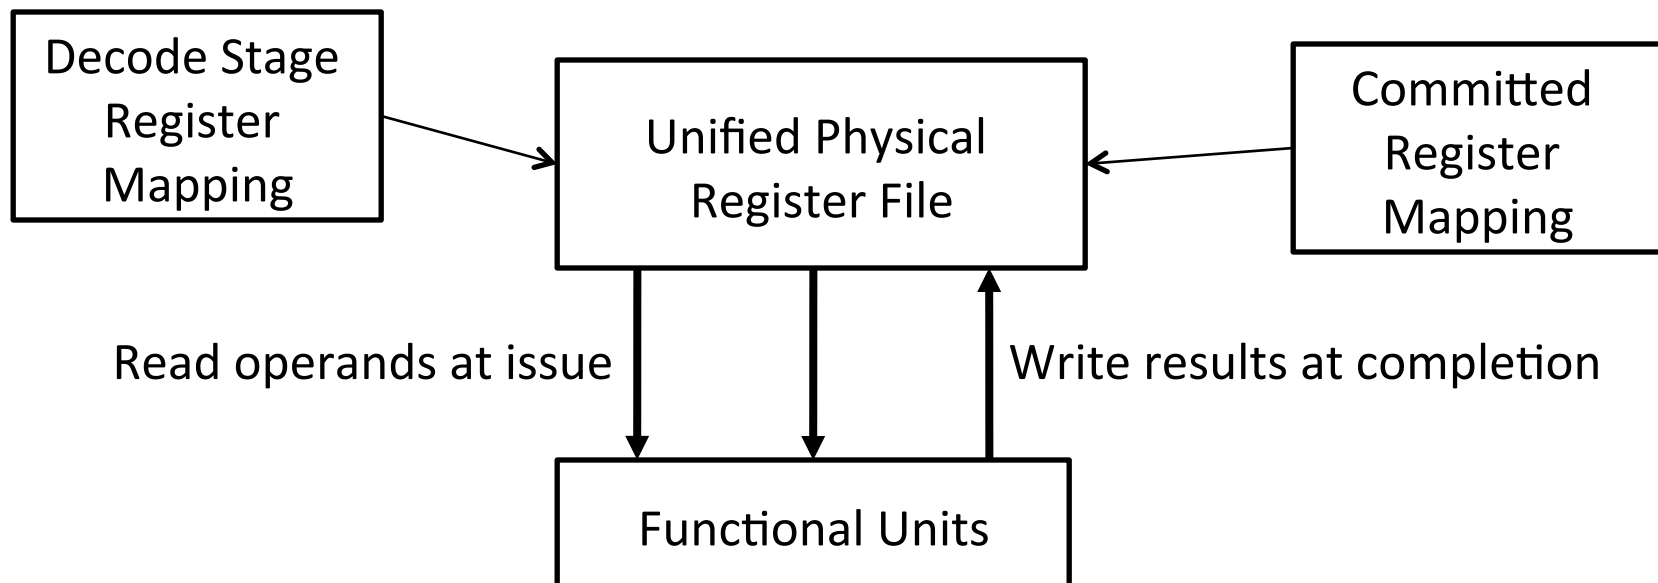 Decode Stage
Register
Mapping
Unified Physical
Register File
Committed
Register
Mapping
Read operands at issue
Write results at completion
Functional Units